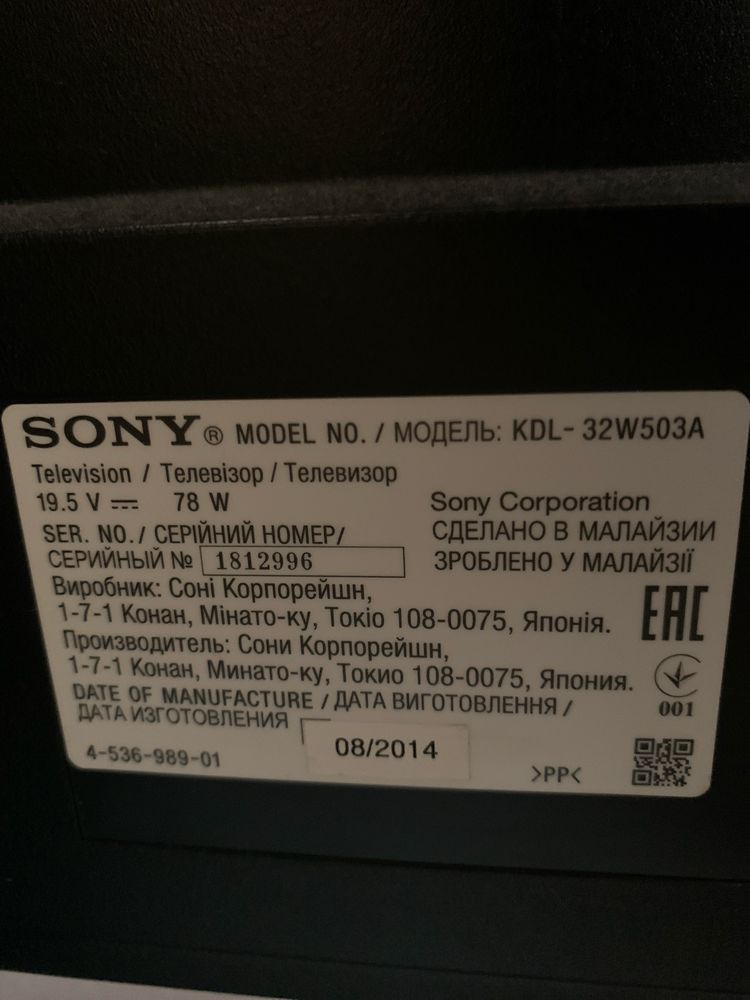 SONY® MODEL NO. / МОДЕЛЬ: KDL-32W503A
Television / Телевізор / Телевизор
19.5 V ⎓ 78 W
Sony Corporation
SER. NO./ СЕРІЙНИЙ НОМЕР/
СДЕЛАНО В МАЛАЙЗИИ
СЕРИЙНЫЙ № 1812996
ЗРОБЛЕНО У МАЛАЙЗІЇ
Виробник: Соні Корпорейшн,
1-7-1 Конан, Мінато-ку, Токіо 108-0075, Японія.
EAC
Производитель: Сони Корпорейшн,
1-7-1 Конан, Минато-ку, Токио 108-0075, Япония.
DATE OF MANUFACTURE / ДАТА ВИГОТОВЛЕННЯ /
001
ДАТА ИЗГОТОВЛЕНИЯ 08/2014
4-536-989-01
>PP<